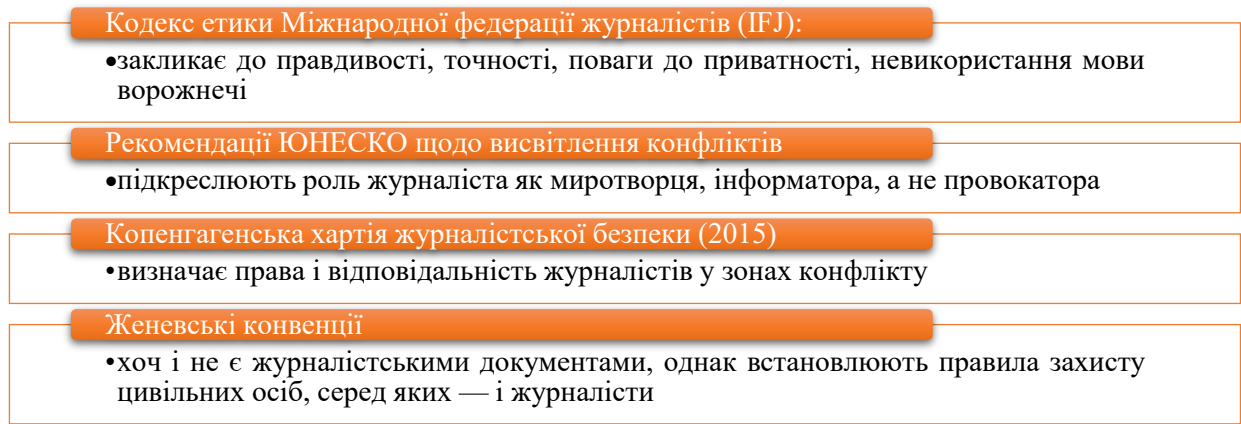 Кодекс етики Міжнародної федерації журналістів (IFJ):
•закликає до правдивості, точності, поваги до приватності, невикористання мови
ворожнечі
Рекомендації ЮНЕСКО щодо висвітлення конфліктів
•підкреслюють роль журналіста як миротворця, інформатора, а не провокатора
Копенгагенська хартія журналістської безпеки (2015)
•визначає права і відповідальність журналістів у зонах конфлікту
Женевські конвенції
•хоч і не є журналістськими документами, однак встановлюють правила захисту
цивільних осіб, серед яких — і журналісти